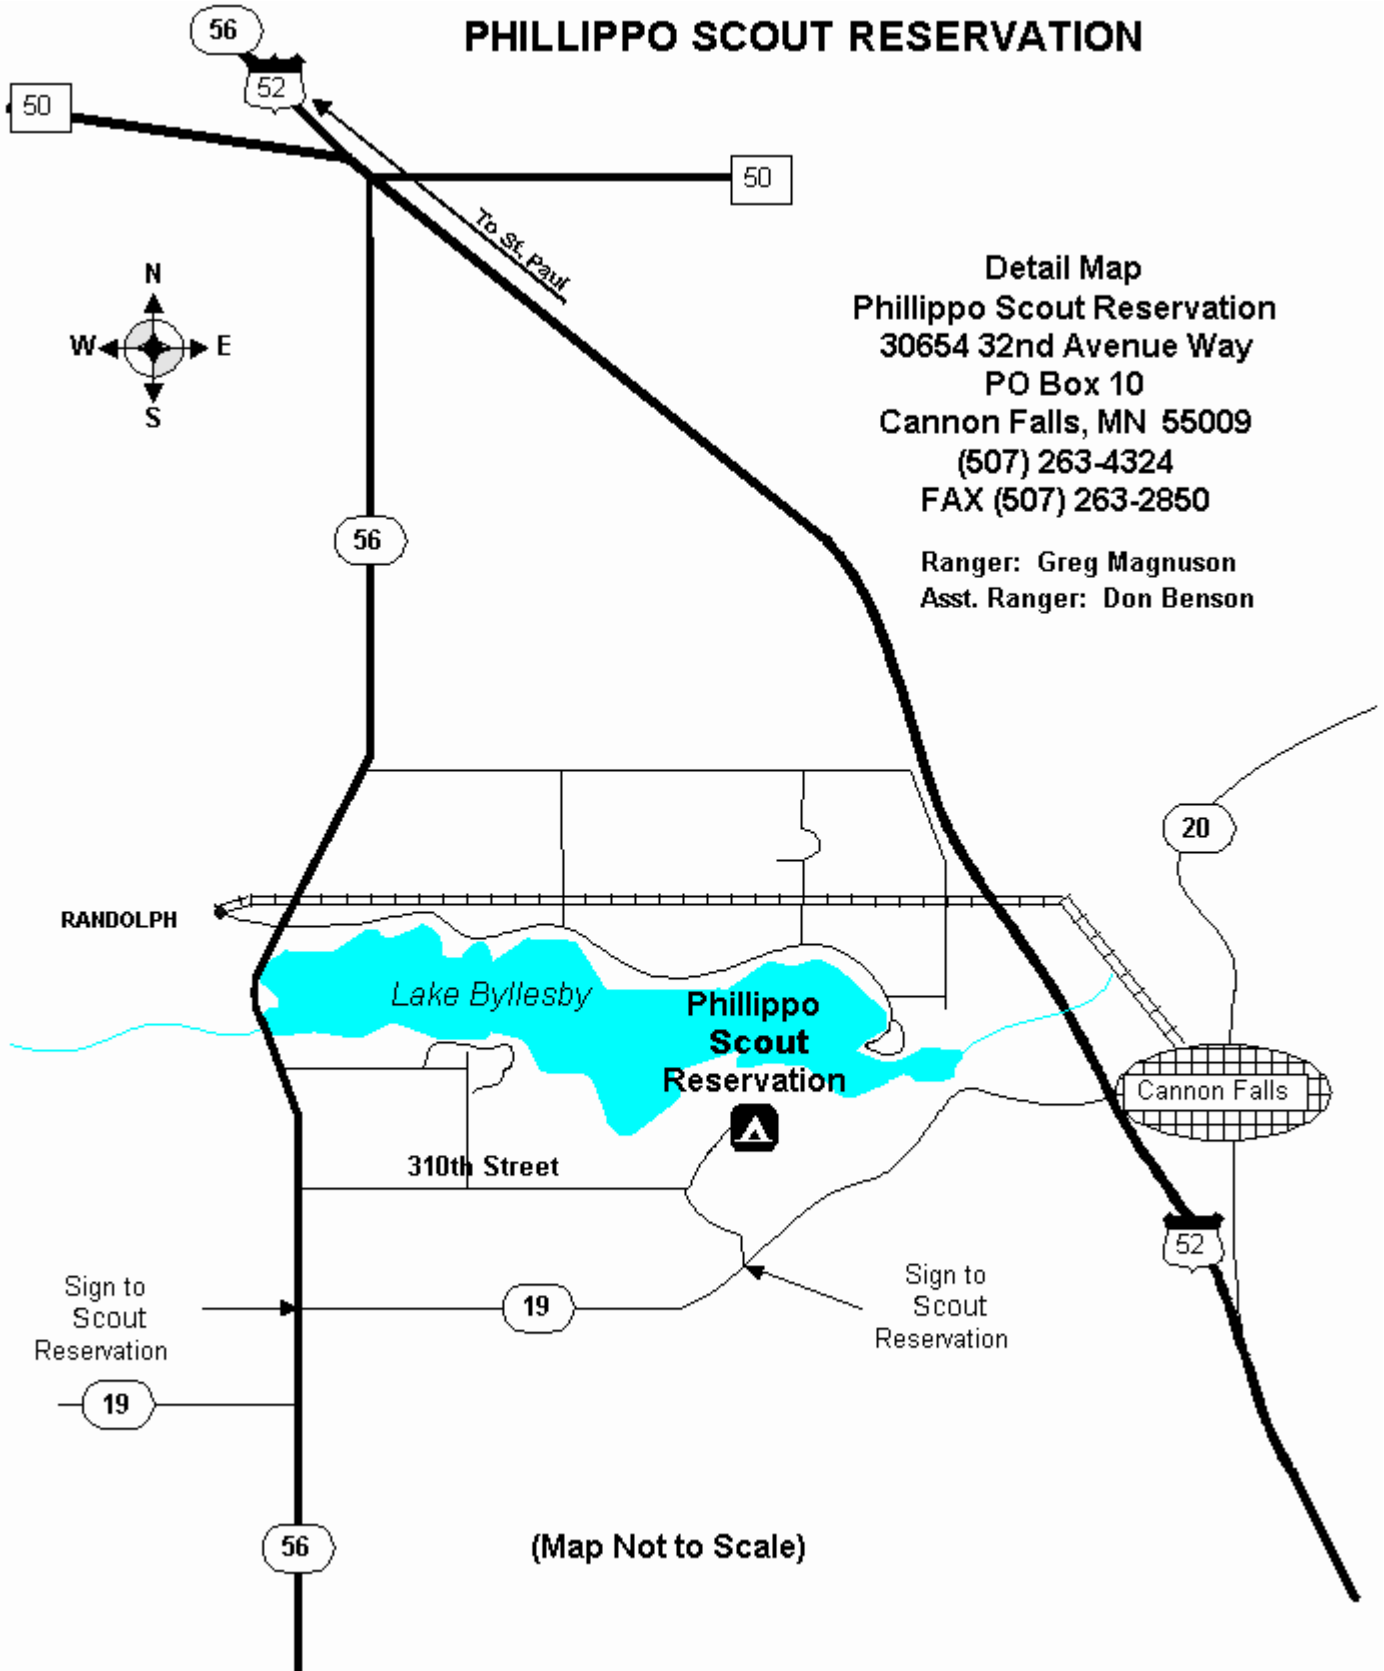 PHILLIPPO SCOUT RESERVATION
56
52
50
50
To St. Paul
N
W
E
S
Detail Map
Phillippo Scout Reservation
30654 32nd Avenue Way
PO Box 10
Cannon Falls, MN 55009
(507) 263-4324
FAX (507) 263-2850
Ranger: Greg Magnuson
Asst. Ranger: Don Benson
56
20
RANDOLPH
Lake Byllesby
Phillippo
Scout
Reservation
Cannon Falls
310th Street
52
Sign to
Scout
Reservation
19
Sign to
Scout
Reservation
19
56
(Map Not to Scale)